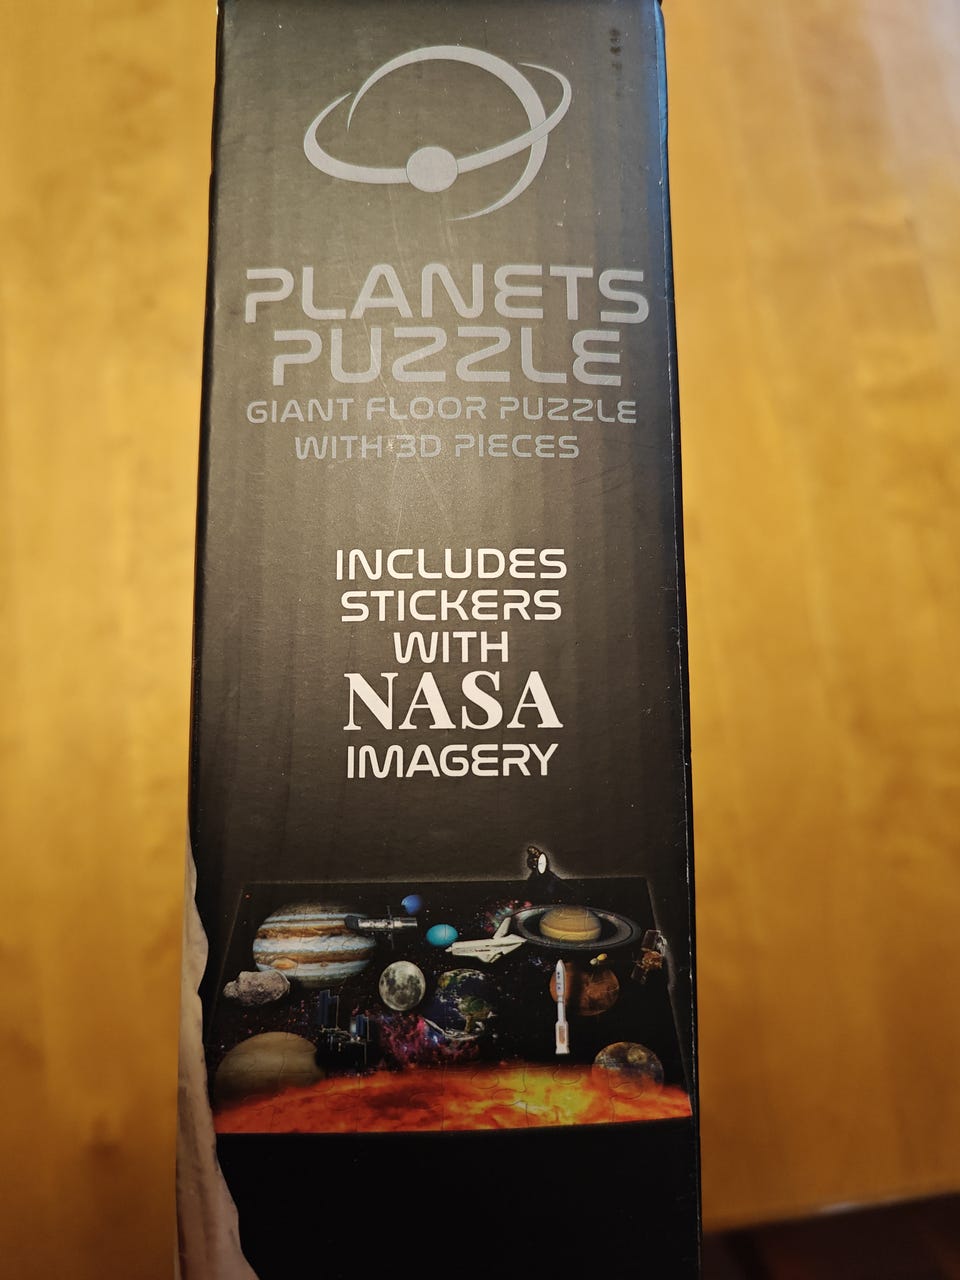 PLANETS
PUZZLE
GIANT FLOOR PUZZLE
WITH 3D PIECES
INCLUDES
STICKERS
WITH
NASA
IMAGERY